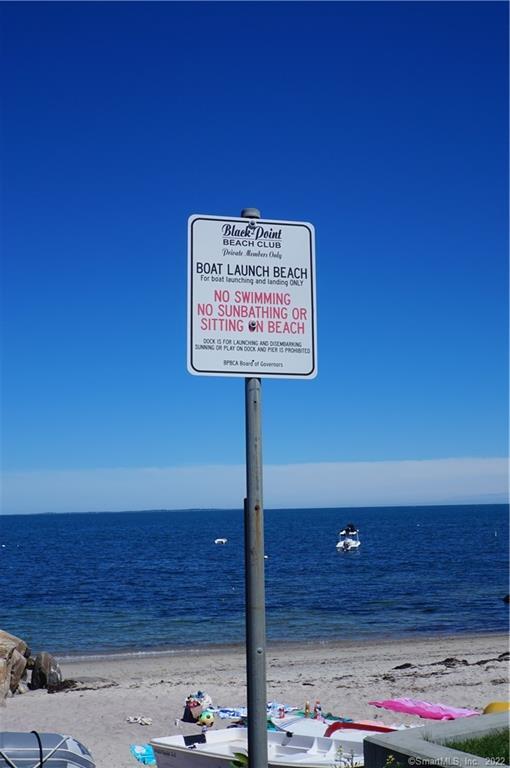 Black Point
BEACH CLUB
Private Members Only
BOAT LAUNCH BEACH
For boat launching and landing ONLY
NO SWIMMING
NO SUNBATHING OR
SITTING ON BEACH
DOCK IS FOR LAUNCHING AND DISEMBARKING
SUNNING OR PLAY ON DOCK AND PIER IS PROHIBITED
BPBCA Board of Governors
©SmartMLS, Inc 2022